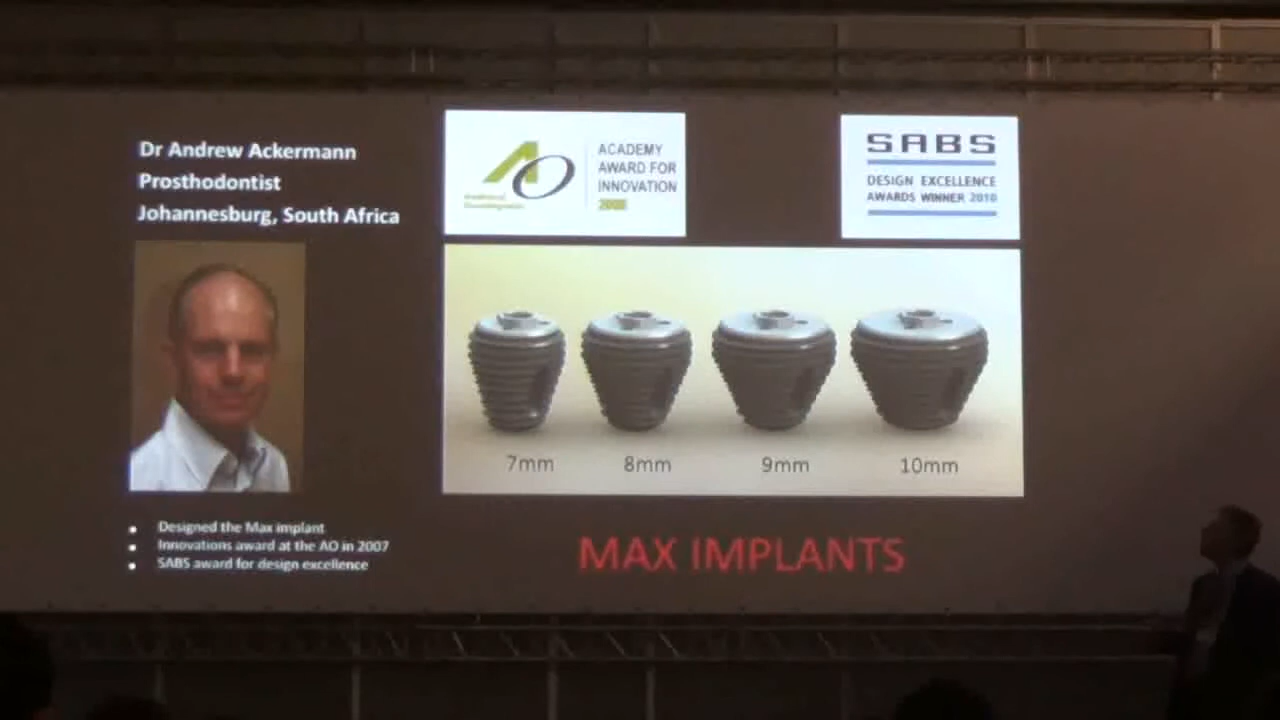 Dr Andrew Ackermann
Prosthodontist
Johannesburg, South Africa
AO
ACADEMY
AWARD FOR
INNOVATION
SABS
DESIGN EXCELLENCE
AWARDS WINNER 2010
7mm 8mm 9mm 10mm
• Designed the Max implant
• Innovations award at the AO in 2007
• SABS award for design excellence
MAX IMPLANTS